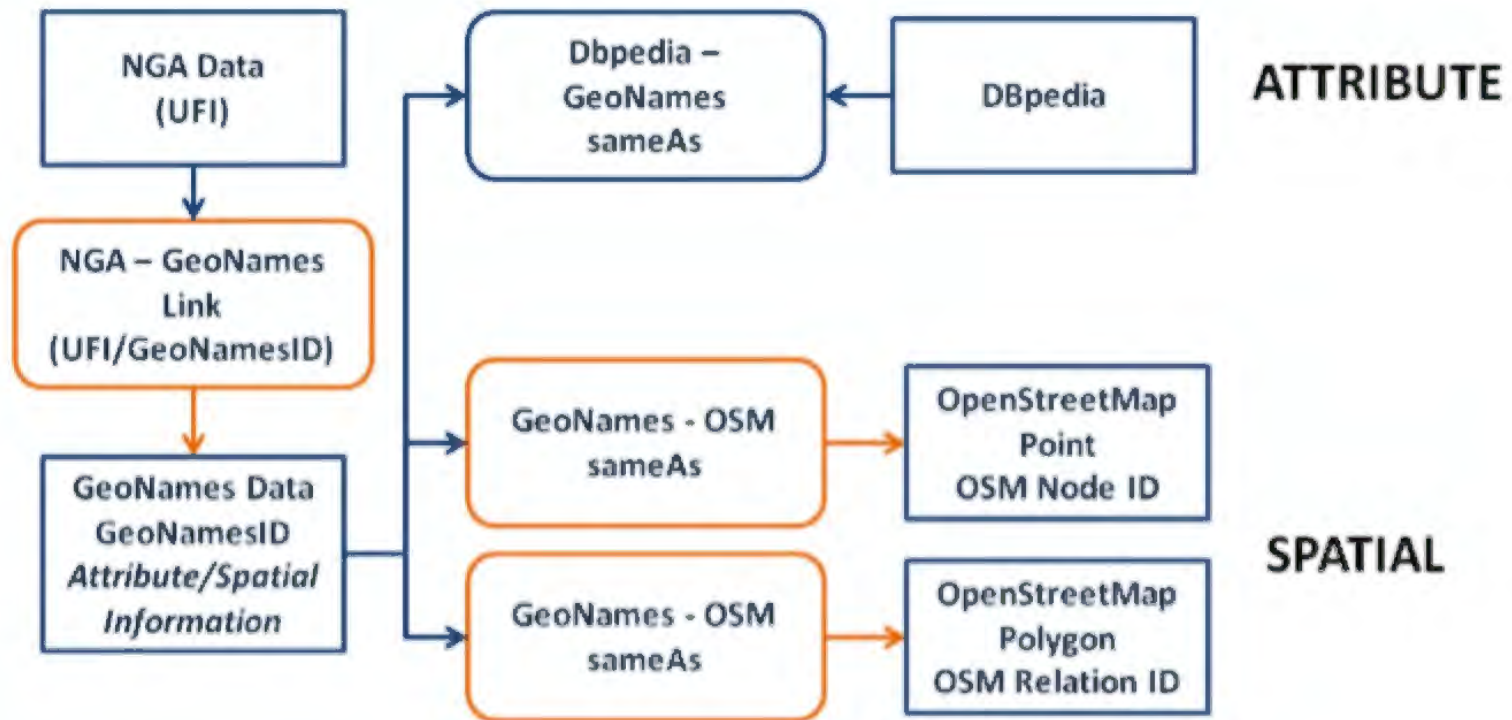 NGA Data
(UFI)
Dbpedia –
GeoNames
sameAs
DBpedia
ATTRIBUTE
NGA – GeoNames
Link
(UFI/GeoNamesID)
GeoNames Data
GeoNamesID
Attribute/Spatial
Information
GeoNames - OSM
sameAs
OpenStreetMap
Point
OSM Node ID
SPATIAL
GeoNames - OSM
sameAs
OpenStreetMap
Polygon
OSM Relation ID